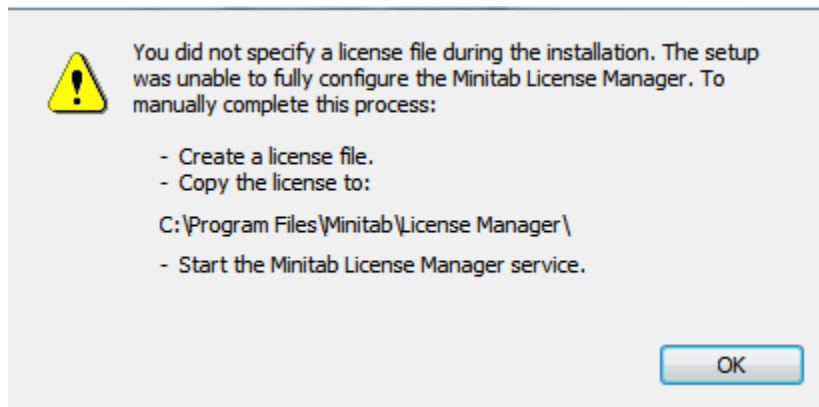 You did not specify a license file during the installation. The setup
was unable to fully configure the Minitab License Manager. To
manually complete this process:
- Create a license file.
- Copy the license to:
C:\Program Files\Minitab\License Manager\
- Start the Minitab License Manager service.
OK